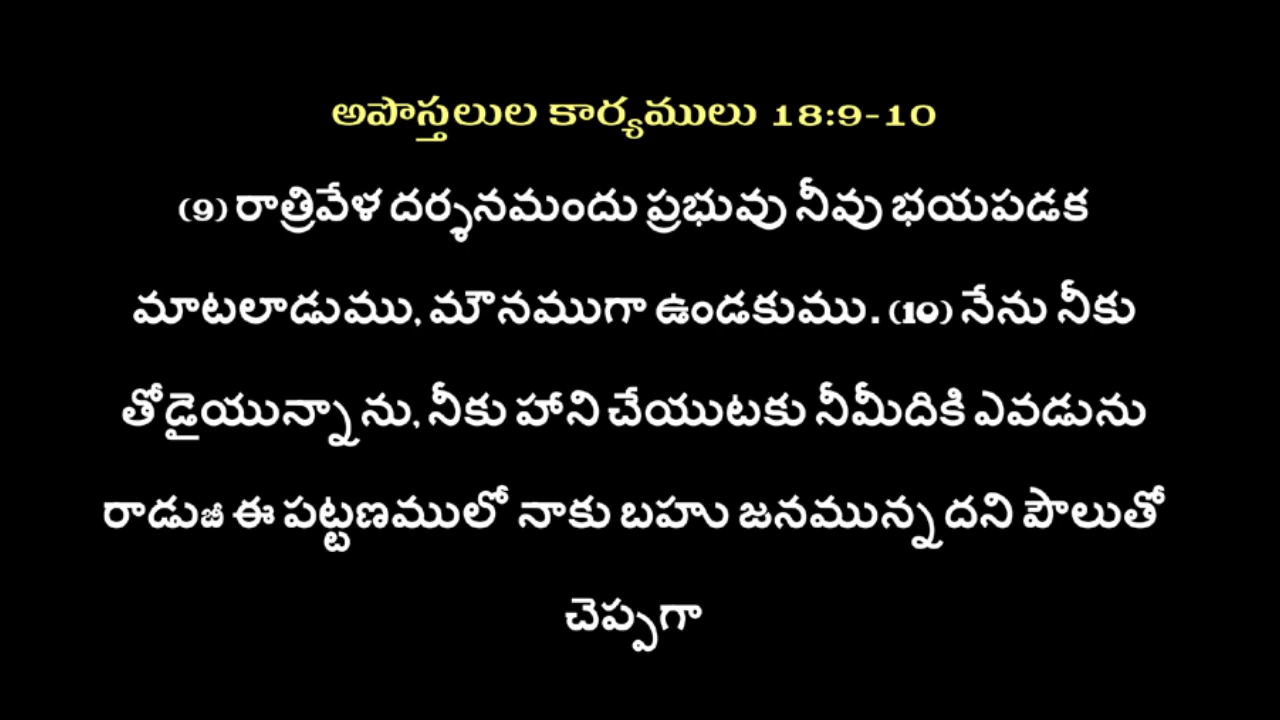 అపొస్తలుల కార్యములు 18:9-10
(9) రాత్రివేళ దర్శనమందు ప్రభువు నీవు భయపడక
మాటలాడుము, మౌనముగా ఉండకుము. (10) నేను నీకు
తోడైయున్నాను, నీకు హాని చేయుటకు నీమీదికి ఎవడును
రాడుజీ ఈ పట్టణములో నాకు బహు జనమున్నదని పౌలుతో
చెప్పగా